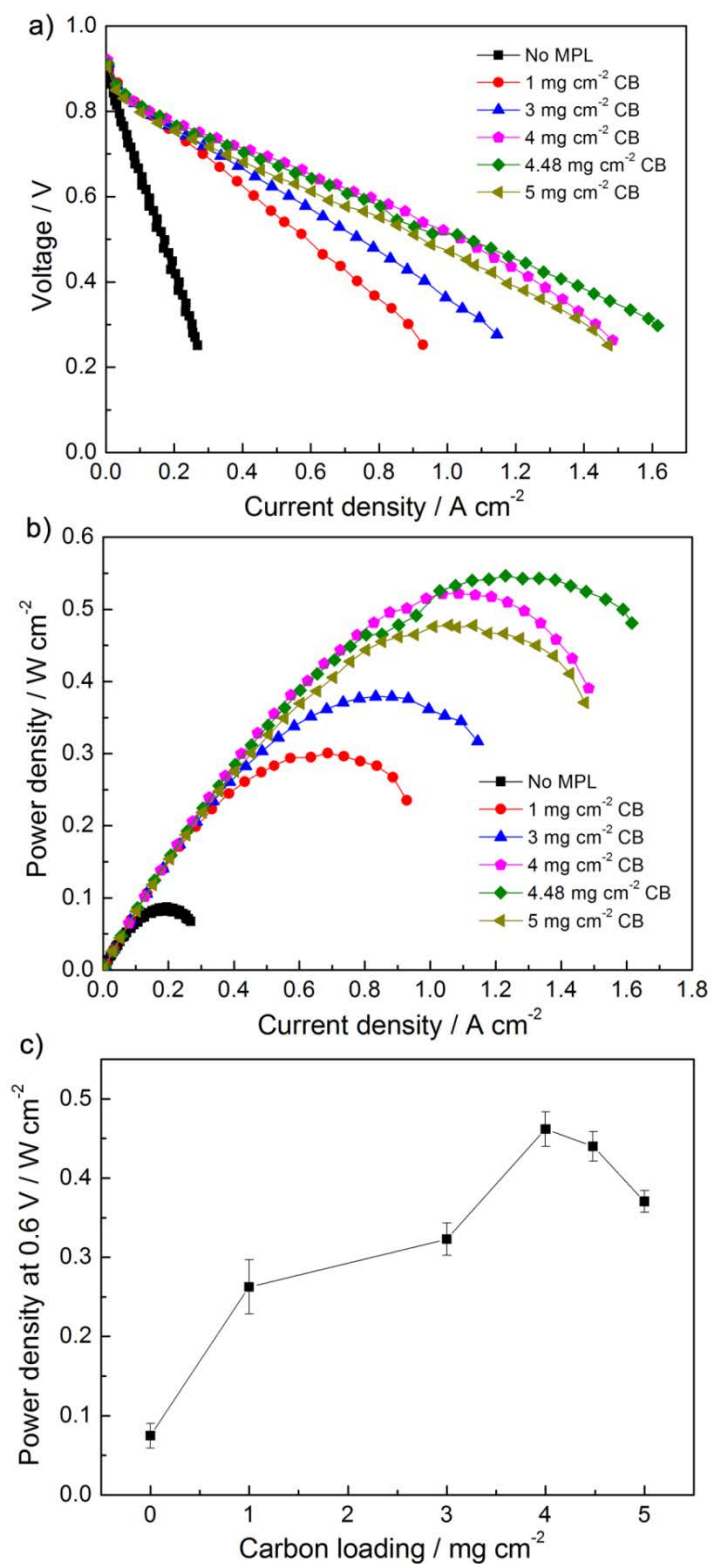 a)
1.0
0.8
0.6
0.4
0.2
0.0
Voltage / V
No MPL
1 mg cm⁻² CB
3 mg cm⁻² CB
4 mg cm⁻² CB
4.48 mg cm⁻² CB
5 mg cm⁻² CB
0.0 0.2 0.4 0.6 0.8 1.0 1.2 1.4 1.6
Current density / A cm⁻²
b)
0.6
0.5
0.4
0.3
0.2
0.1
0.0
Power density / W cm⁻²
No MPL
1 mg cm⁻² CB
3 mg cm⁻² CB
4 mg cm⁻² CB
4.48 mg cm⁻² CB
5 mg cm⁻² CB
0.0 0.2 0.4 0.6 0.8 1.0 1.2 1.4 1.6 1.8
Current density / A cm⁻²
c)
0.5
0.4
0.3
0.2
0.1
0.0
Power density at 0.6 V / W cm⁻²
0 1 2 3 4 5
Carbon loading / mg cm⁻²